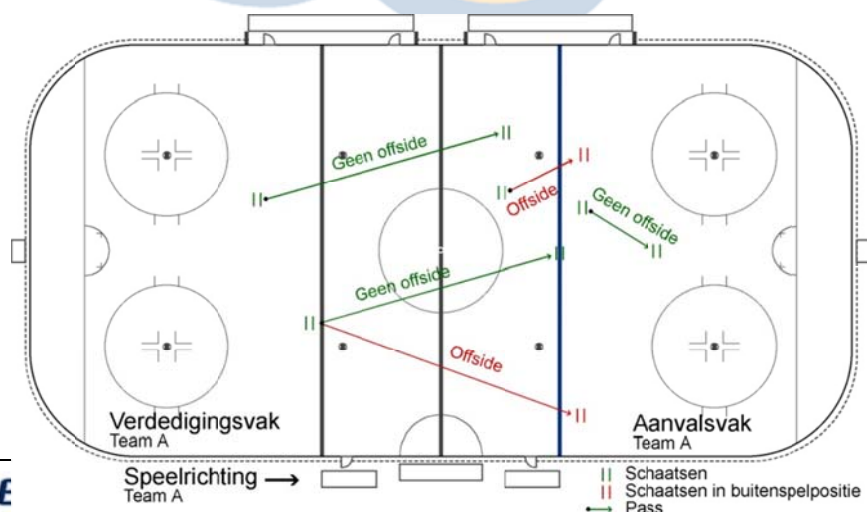 Geen offside
Offside
Geen offside
Geen offside
Offside
Verdedigingsvak
Team A
Aanvalsvak
Team A
Speelrichting
Team A
Schaatsen
Schaatsen in buitenspelpositie
Pass